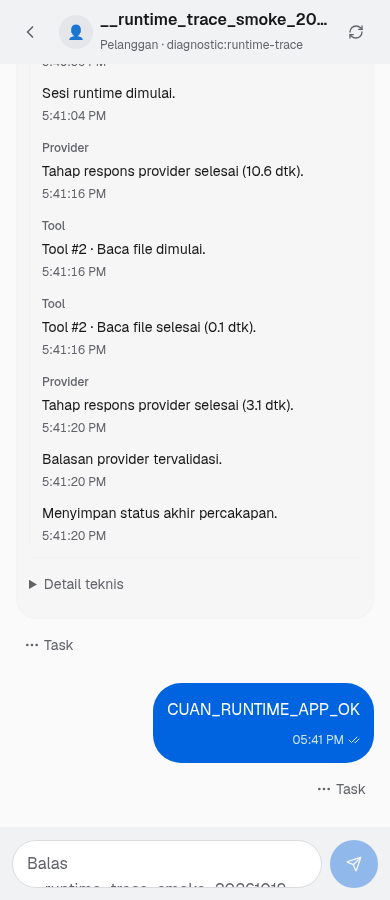 __runtime_trace_smoke_20...
Pelanggan · diagnostic:runtime-trace
Sesi runtime dimulai.
5:41:04 PM
Provider
Tahap respons provider selesai (10.6 dtk).
5:41:16 PM
Tool
Tool #2 · Baca file dimulai.
5:41:16 PM
Tool
Tool #2 · Baca file selesai (0.1 dtk).
5:41:16 PM
Provider
Tahap respons provider selesai (3.1 dtk).
5:41:20 PM
Balasan provider tervalidasi.
5:41:20 PM
Menyimpan status akhir percakapan.
5:41:20 PM
Detail teknis
Task
CUAN_RUNTIME_APP_OK
05:41 PM
Task
Balas